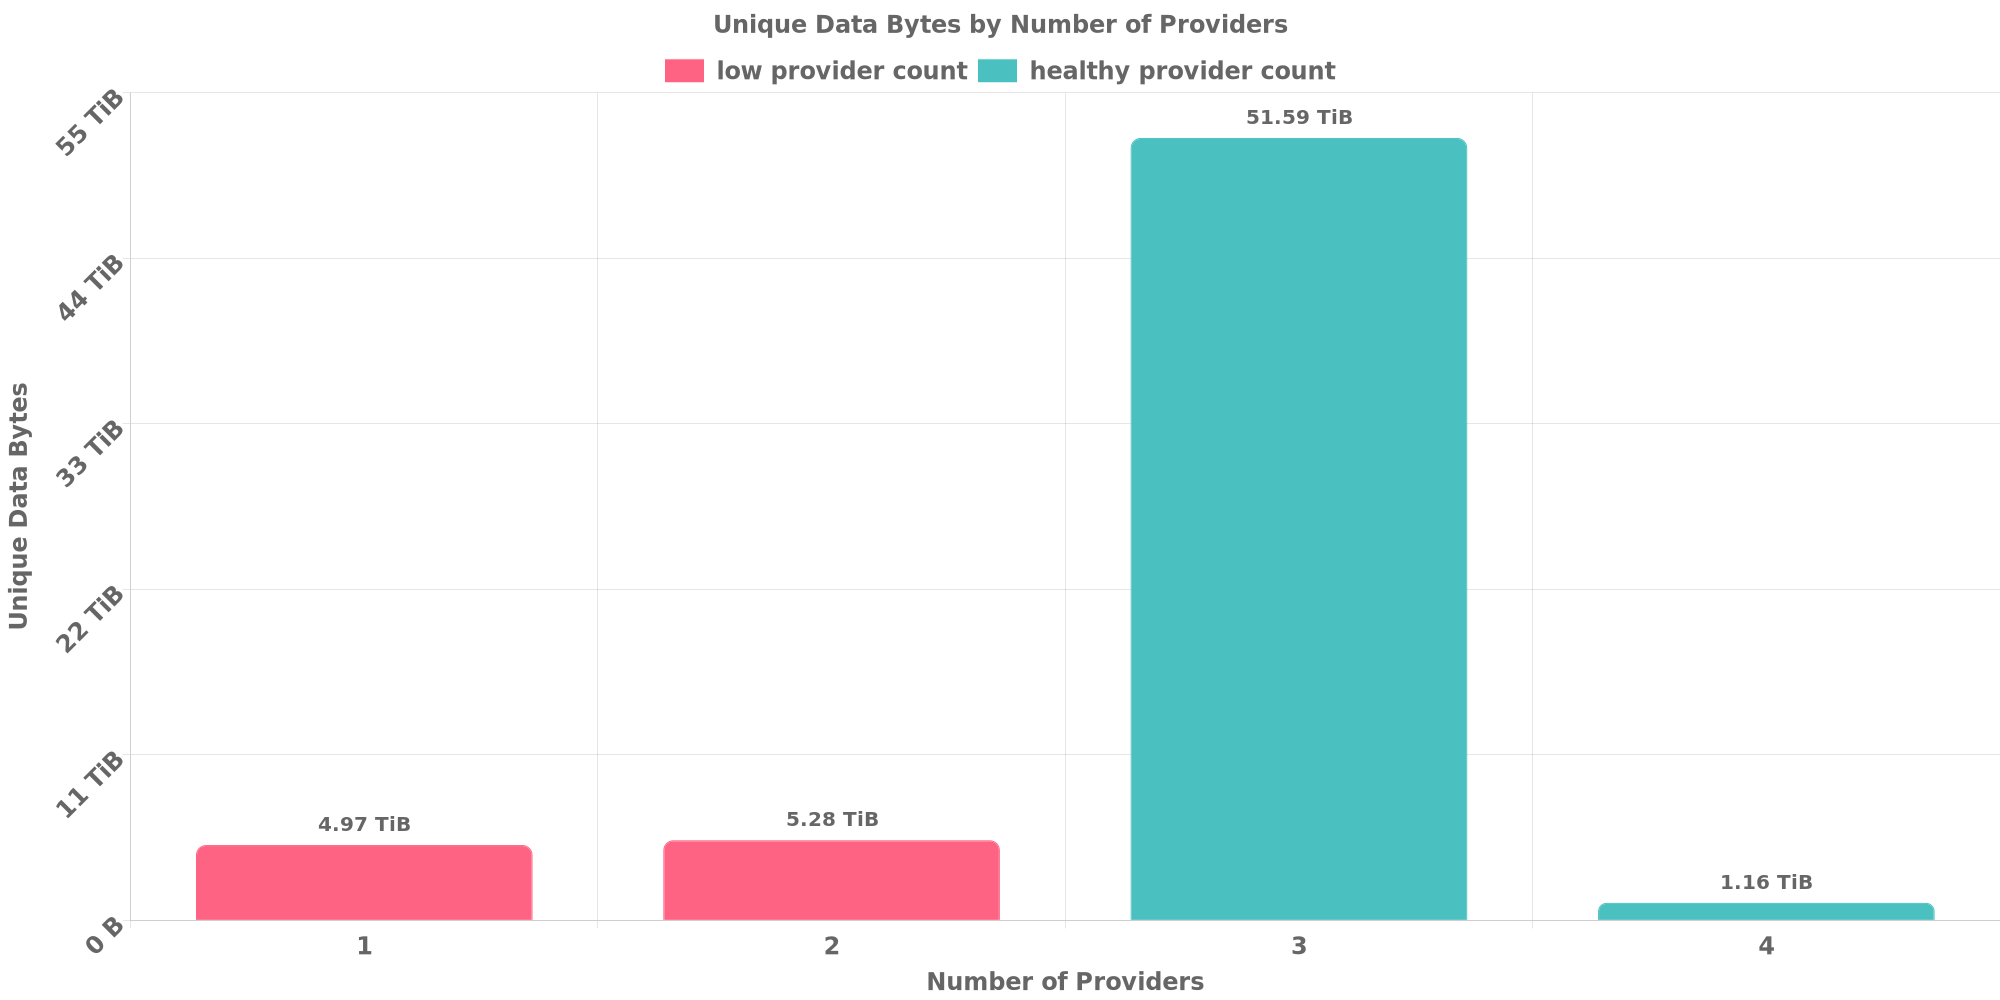 Unique Data Bytes by Number of Providers
low provider count healthy provider count
55 TiB
44 TiB
33 TiB
22 TiB
11 TiB
0 B
Unique Data Bytes
4.97 TiB
5.28 TiB
51.59 TiB
1.16 TiB
1 2 3 4
Number of Providers